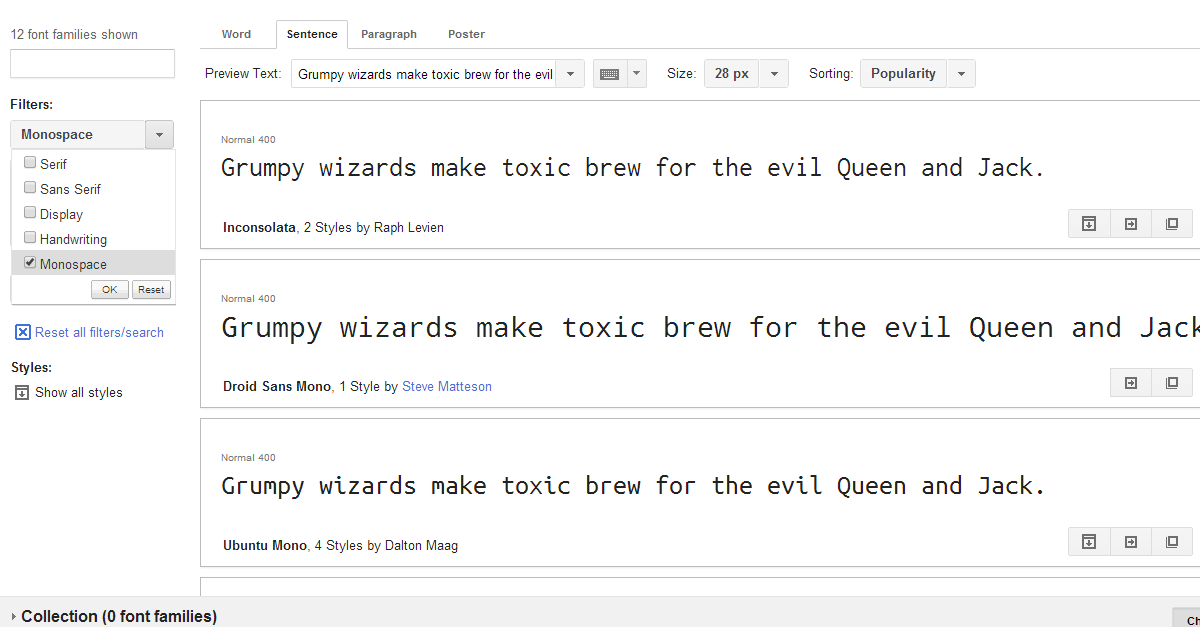 12 font families shown
Filters:
Monospace
Serif
Sans Serif
Display
Handwriting
Monospace
OK Reset
Reset all filters/search
Styles:
Show all styles
Word Sentence Paragraph Poster
Preview Text: Grumpy wizards make toxic brew for the evil Size: 28 px Sorting: Popularity
Normal 400
Grumpy wizards make toxic brew for the evil Queen and Jack.
Inconsolata, 2 Styles by Raph Levien
Normal 400
Grumpy wizards make toxic brew for the evil Queen and Jack
Droid Sans Mono, 1 Style by Steve Matteson
Normal 400
Grumpy wizards make toxic brew for the evil Queen and Jack.
Ubuntu Mono, 4 Styles by Dalton Maag
Collection (0 font families)